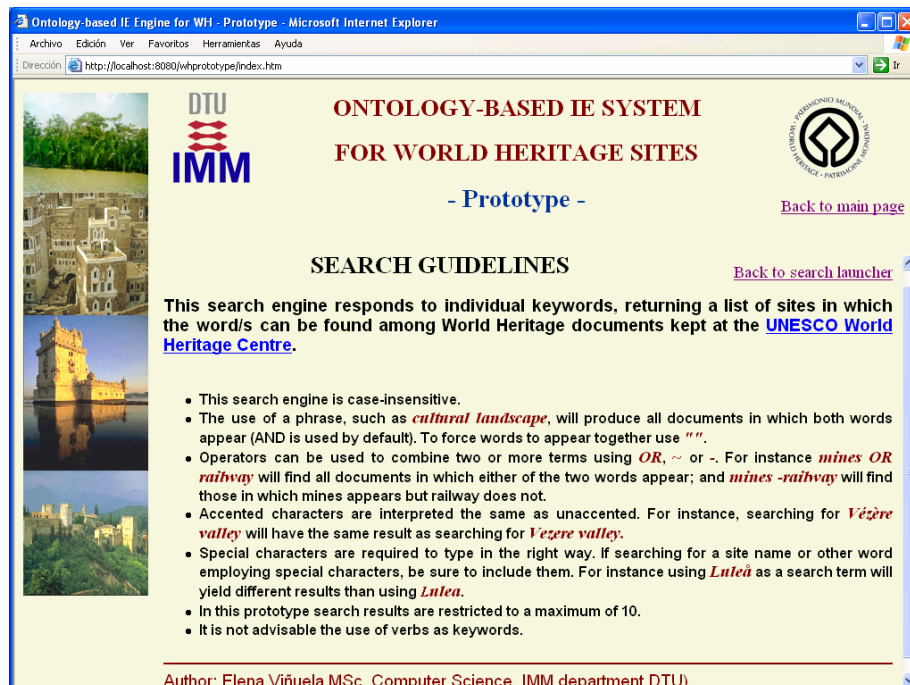 Ontology-based IE Engine for WH - Prototype - Microsoft Internet Explorer
Archivo Edición Ver Favoritos Herramientas Ayuda
Dirección http://localhost:8080/whprototype/index.htm Ir
DTU
IMM
ONTOLOGY-BASED IE SYSTEM
FOR WORLD HERITAGE SITES
- Prototype -
PATRIMONIO MUNDIAL · WORLD HERITAGE · PATRIMOINE MONDIAL ·
Back to main page
SEARCH GUIDELINES
Back to search launcher
This search engine responds to individual keywords, returning a list of sites in which
the word/s can be found among World Heritage documents kept at the UNESCO World
Heritage Centre.
• This search engine is case-insensitive.
• The use of a phrase, such as cultural landscape, will produce all documents in which both words
appear (AND is used by default). To force words to appear together use "".
• Operators can be used to combine two or more terms using OR, ~ or -. For instance mines OR
railway will find all documents in which either of the two words appear; and mines -railway will find
those in which mines appears but railway does not.
• Accented characters are interpreted the same as unaccented. For instance, searching for Vézère
valley will have the same result as searching for Vezere valley.
• Special characters are required to type in the right way. If searching for a site name or other word
employing special characters, be sure to include them. For instance using Luleå as a search term will
yield different results than using Lulea.
• In this prototype search results are restricted to a maximum of 10.
• It is not advisable the use of verbs as keywords.
Author: Elena Viñuela MSc. Computer Science, IMM department DTU)